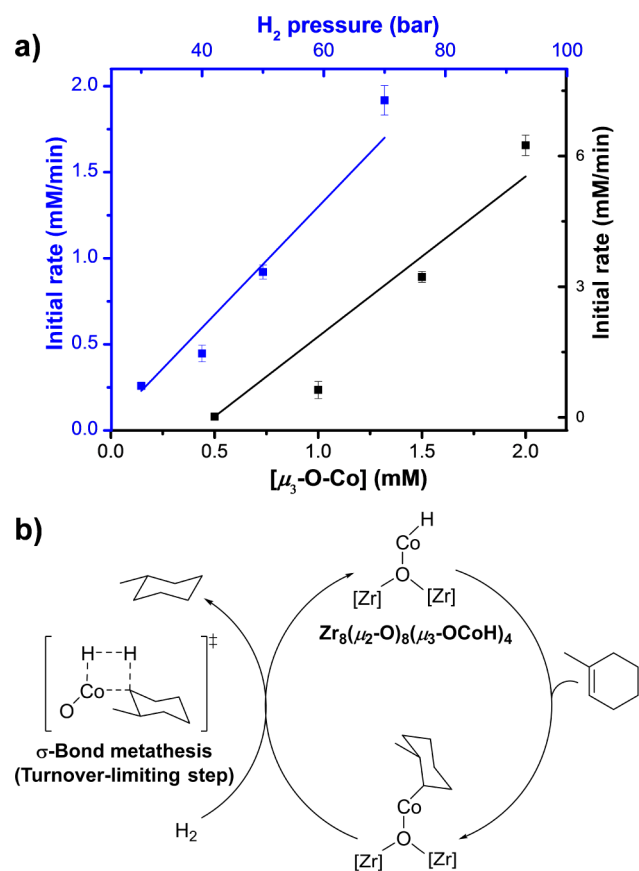 a)
H₂ pressure (bar)
40 60 80 100
2.0
1.5
1.0
0.5
0.0
Initial rate (mM/min)
6
3
0
Initial rate (mM/min)
0.0 0.5 1.0 1.5 2.0
[μ₃-O-Co] (mM)
b)
H
Co
O
[Zr] [Zr]
Zr₈(μ₂-O)₈(μ₃-OCoH)₄
H H ‡
Co
O
σ-Bond metathesis
(Turnover-limiting step)
H₂
Co
O
[Zr] [Zr]